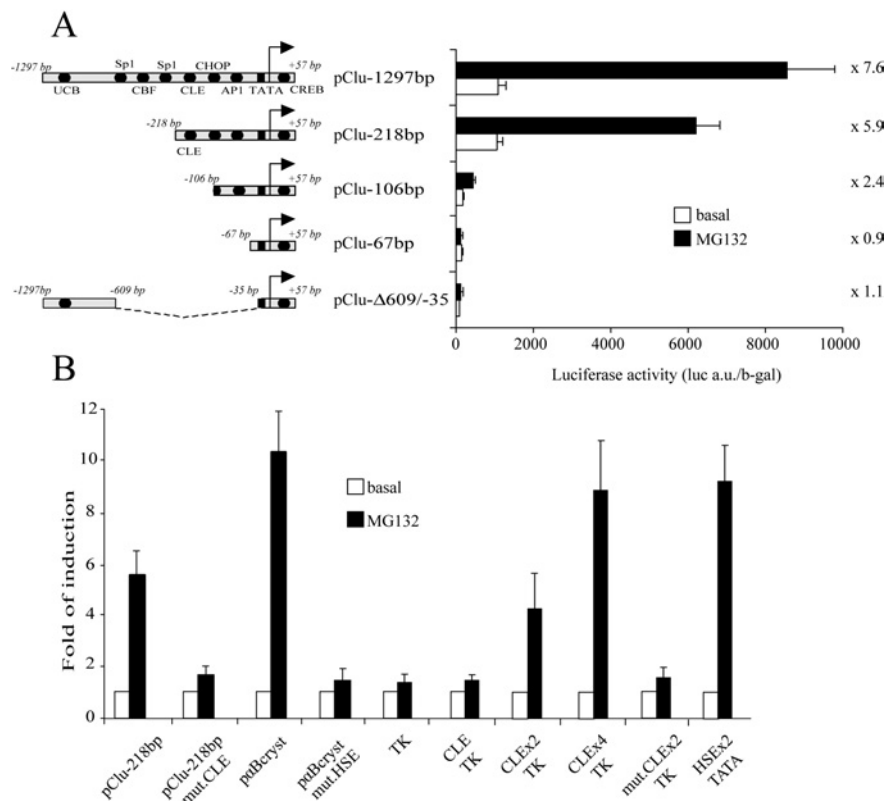 A
Sp1 Sp1 CHOP
-1297bp +57 bp
UCB CBF CLE AP1 TATA CREB
pClu-1297bp
x 7.6
-218 bp +57 bp
CLE
pClu-218bp
x 5.9
-106 bp +57 bp
pClu-106bp
x 2.4
basal
MG132
-67 bp +57 bp
pClu-67bp
x 0.9
-1297bp -609 bp -35 bp +57 bp
pClu-Δ609/-35
x 1.1
0 2000 4000 6000 8000 10000
Luciferase activity (luc a.u./b-gal)
B
Fold of induction
12
10
8
6
4
2
0
basal
MG132
pClu-218bp
pClu-218bp
mut.CLE
pαBcryst
pαBcryst
mut.HSE
TK
CLE
TK
CLEx2
TK
CLEx4
TK
mut.CLEx2
TK
HSEx2
TATA